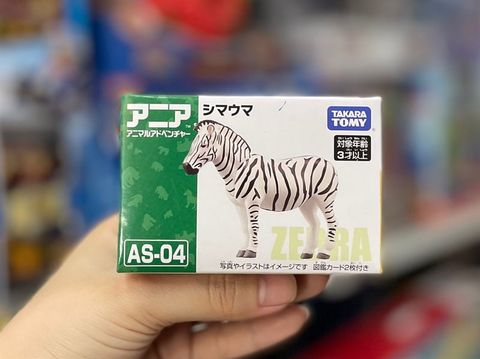 アニア
アニマルアドベンチャー
シマウマ
TAKARA
TOMY
対象年齢
3才以上
ZEBRA
AS-04
写真やイラストはイメージです 図鑑カード2枚付き